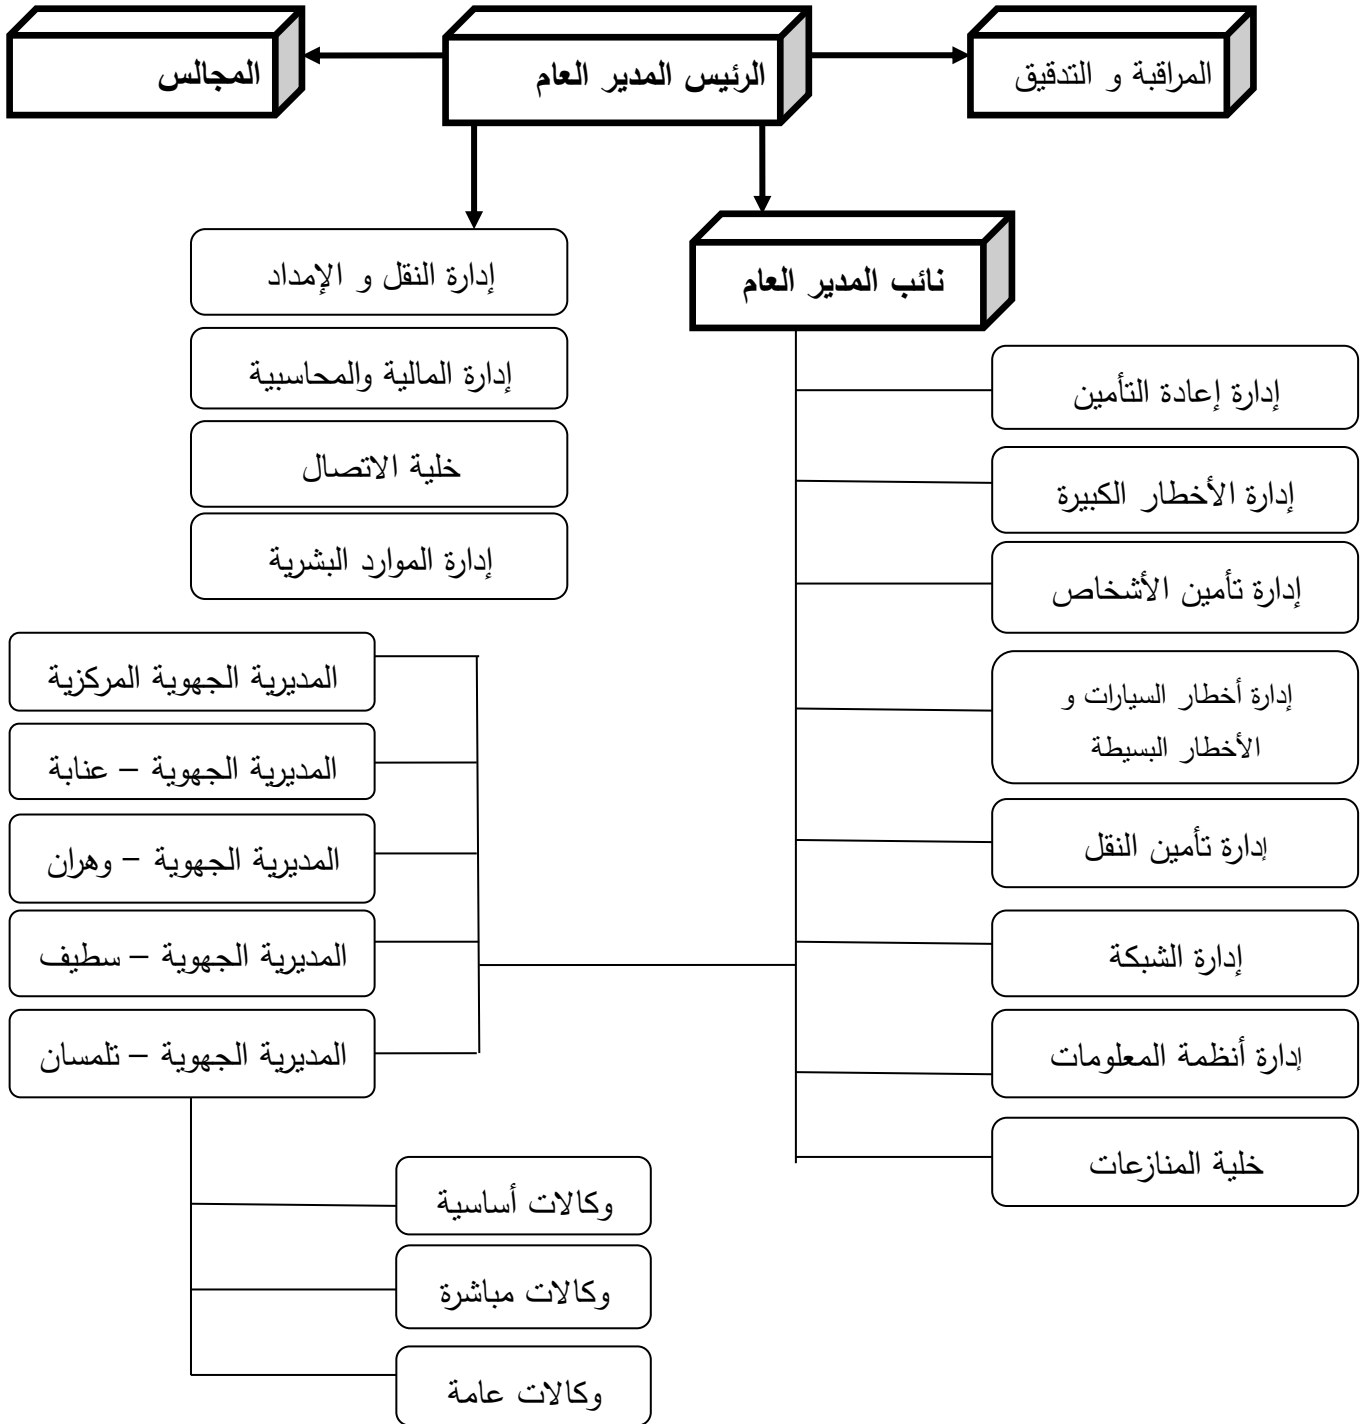 المراقبة و التدقيق
الرئيس المدير العام
المجالس
نائب المدير العام
إدارة النقل و الإمداد
إدارة المالية والمحاسبية
خلية الاتصال
إدارة الموارد البشرية
إدارة إعادة التأمين
إدارة الأخطار الكبيرة
إدارة تأمين الأشخاص
إدارة أخطار السيارات و
الأخطار البسيطة
إدارة تأمين النقل
إدارة الشبكة
إدارة أنظمة المعلومات
خلية المنازعات
المديرية الجهوية المركزية
المديرية الجهوية – عنابة
المديرية الجهوية – وهران
المديرية الجهوية – سطيف
المديرية الجهوية – تلمسان
وكالات أساسية
وكالات مباشرة
وكالات عامة